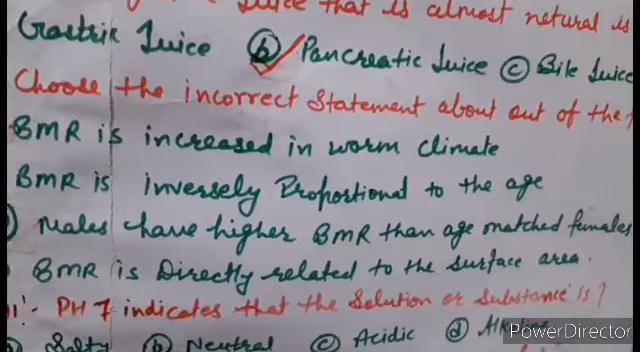 Juice that is almost netural is
Gastric Juice (b) Pancreatic Juice (c) Bile Juice
Choose the incorrect Statement about out of the
BMR is increased in worm climate
BMR is inversely Proportional to the age
) Males have higher BMR than age matched females
BMR is Directly related to the surface area.
11:- PH 7 indicates that the Solution or Substance is?
Salty (b) Neutral (c) Acidic (d) Alkaline
PowerDirector